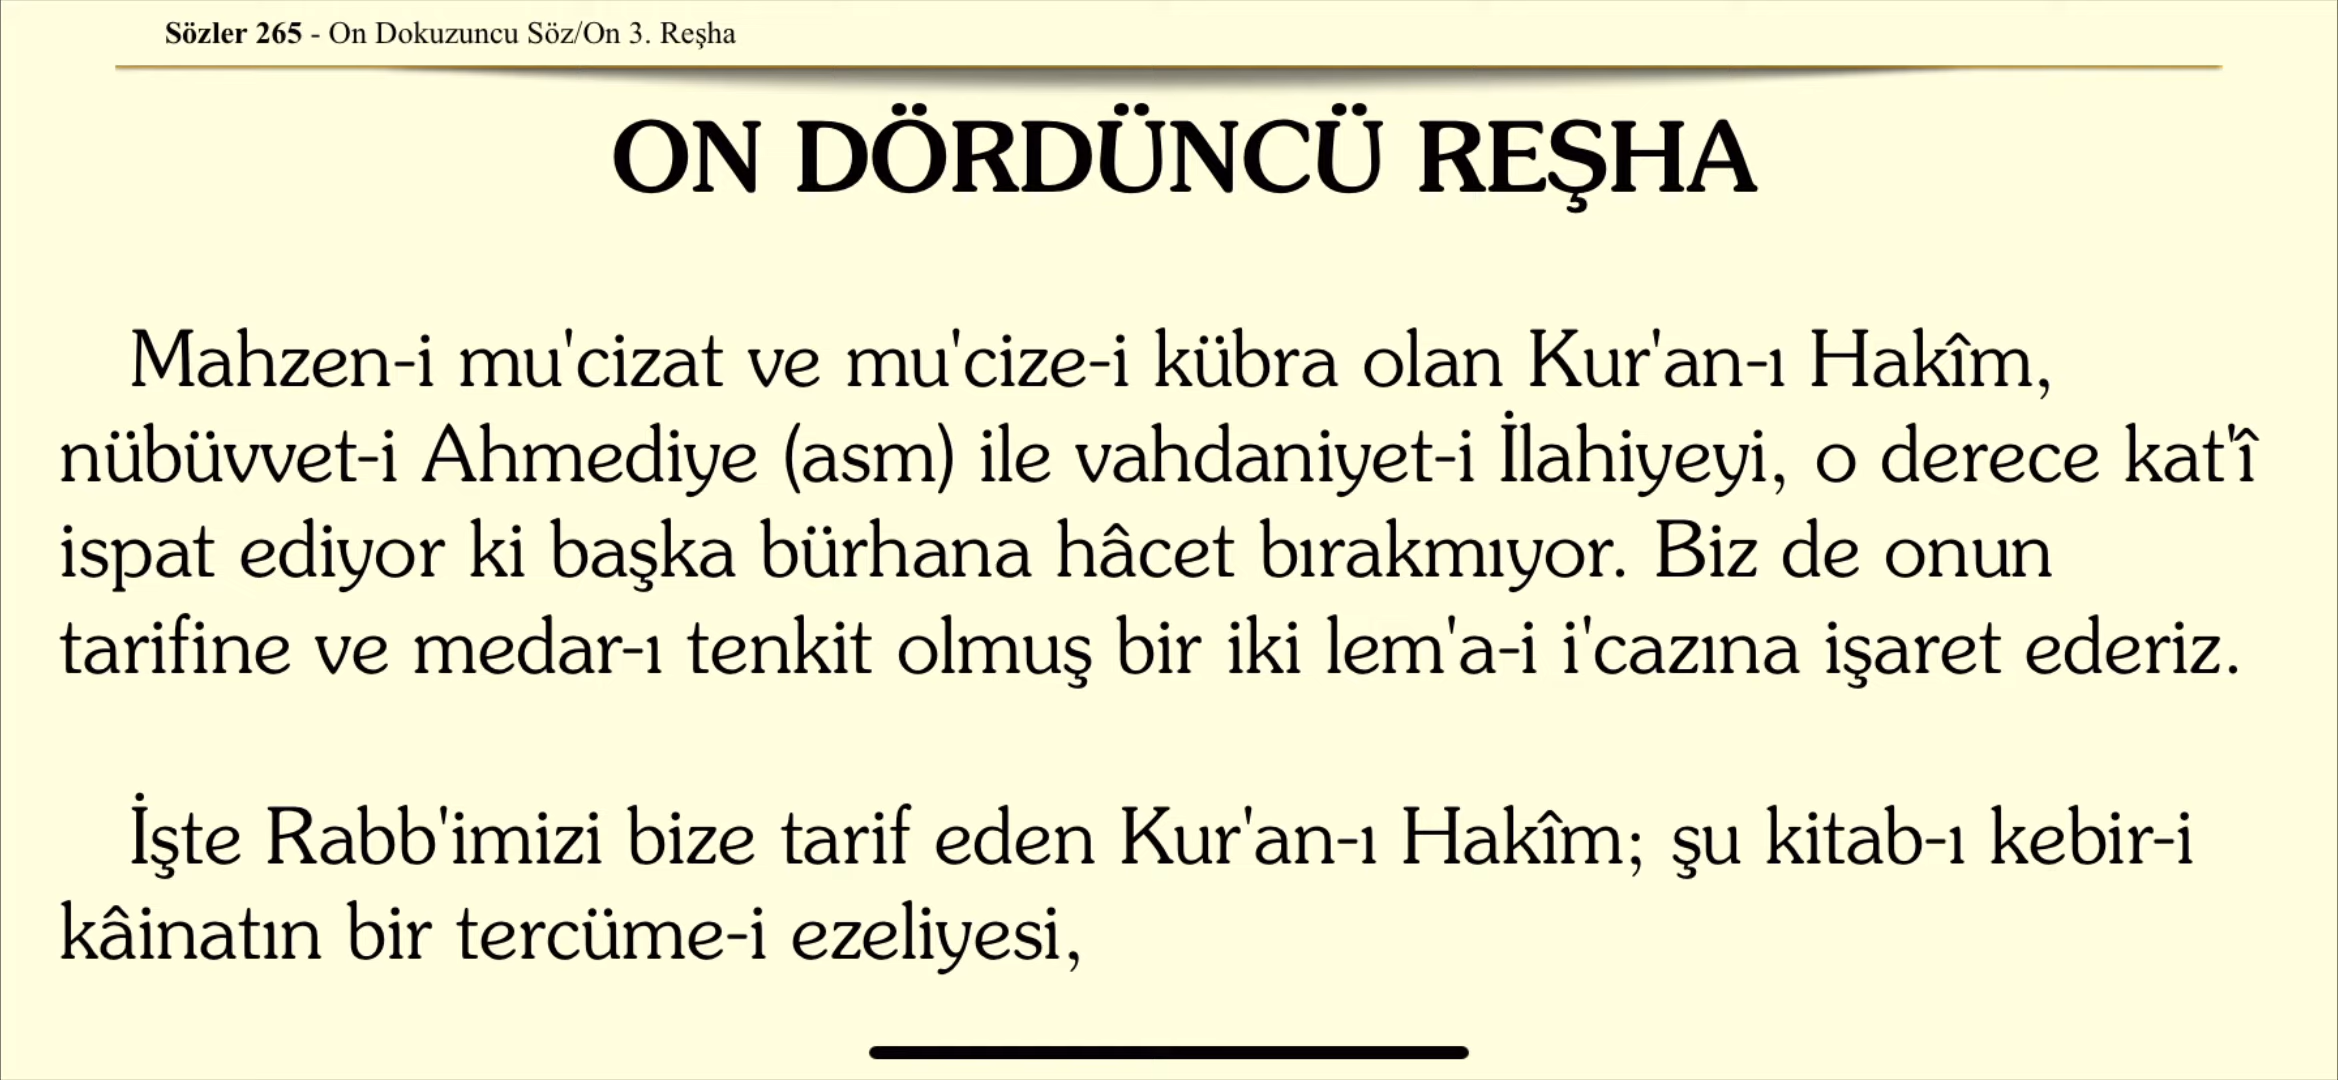 Sözler 265 - On Dokuzuncu Söz/On 3. Reşha
ON DÖRDÜNCÜ REŞHA
Mahzen-i mu'cizat ve mu'cize-i kübra olan Kur'an-ı Hakîm,
nübüvvet-i Ahmediye (asm) ile vahdaniyet-i İlahiyeyi, o derece kat'î
ispat ediyor ki başka bürhana hâcet bırakmıyor. Biz de onun
tarifine ve medar-ı tenkit olmuş bir iki lem'a-i i'cazına işaret ederiz.
İşte Rabb'imizi bize tarif eden Kur'an-ı Hakîm; şu kitab-ı kebir-i
kâinatın bir tercüme-i ezeliyesi,